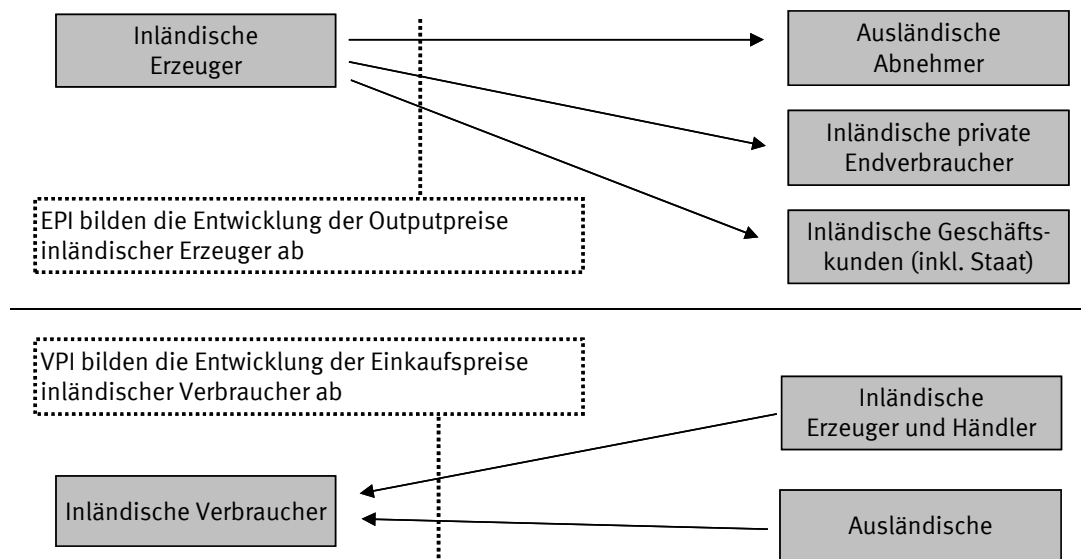 Inländische
Erzeuger
Ausländische
Abnehmer
Inländische private
Endverbraucher
EPI bilden die Entwicklung der Outputpreise
inländischer Erzeuger ab
Inländische Geschäfts-
kunden (inkl. Staat)
VPI bilden die Entwicklung der Einkaufspreise
inländischer Verbraucher ab
Inländische
Erzeuger und Händler
Inländische Verbraucher
Ausländische